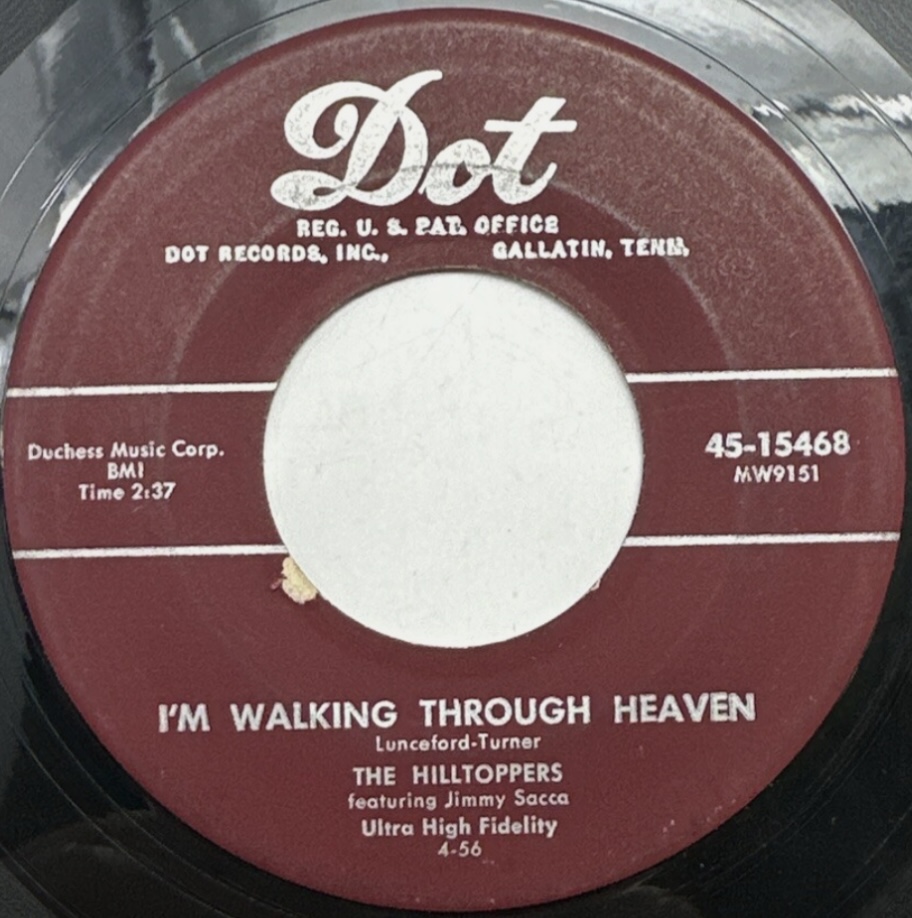 Dot
REG. U. S. PAT. OFFICE
DOT RECORDS, INC., GALLATIN, TENN.
Duchess Music Corp.
BMI
Time 2:37
45-15468
MW9151
I'M WALKING THROUGH HEAVEN
Lunceford-Turner
THE HILLTOPPERS
featuring Jimmy Sacca
Ultra High Fidelity
4-56